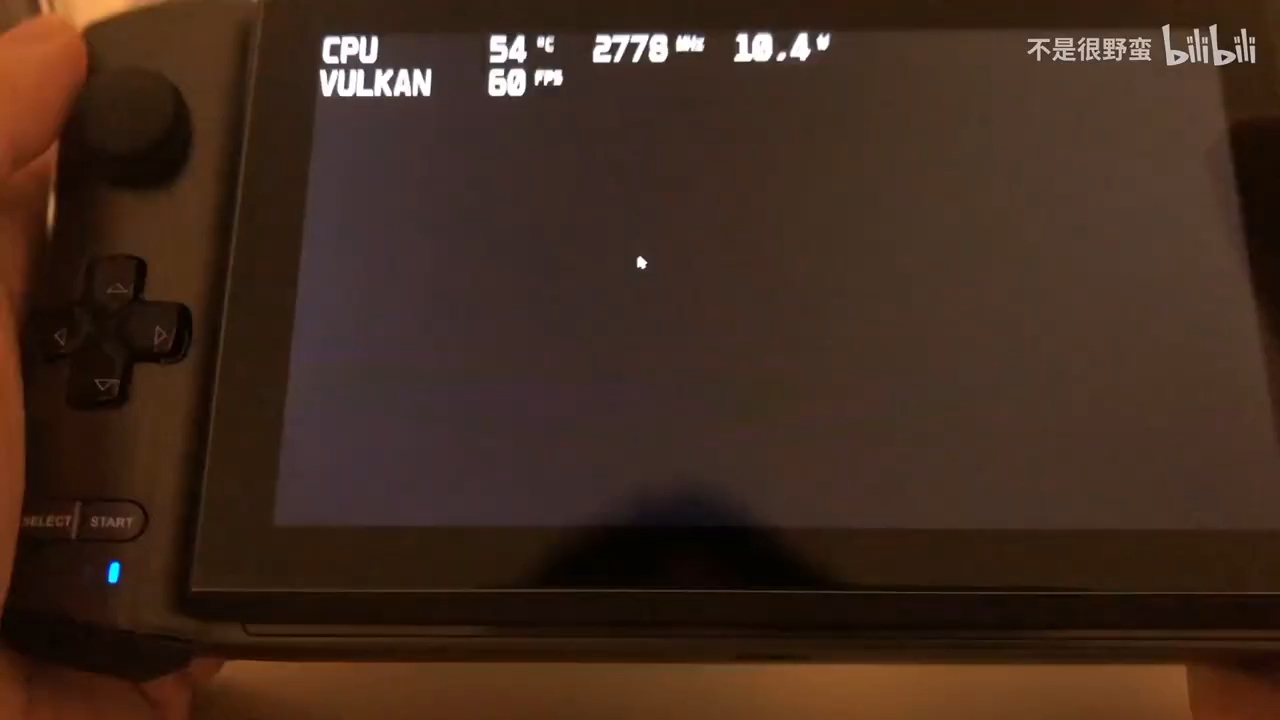 CPU 54 °C 2778 MHz 10.4 W
VULKAN 60 FPS
不是很野蛮 bilibili
SELECT START